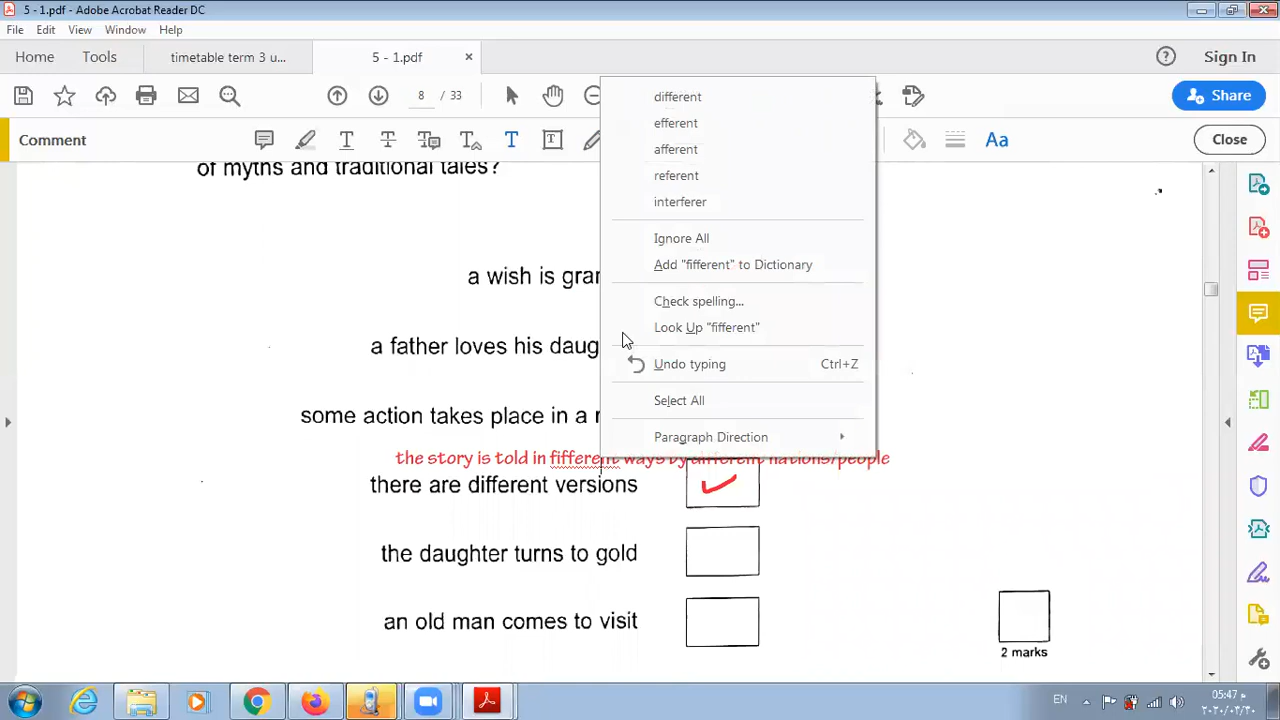 5 - 1.pdf - Adobe Acrobat Reader DC
File Edit View Window Help
Home Tools timetable term 3 u... 5 - 1.pdf × Sign In
8 / 33 Share
Comment Aa Close
of myths and traditional tales?
different
efferent
afferent
referent
interferer
Ignore All
Add "fifferent" to Dictionary
Check spelling...
Look Up "fifferent"
Undo typing Ctrl+Z
Select All
Paragraph Direction
a wish is gran
a father loves his daug
some action takes place in a
the story is told in fifferent ways by different nations/people
there are different versions
the daughter turns to gold
an old man comes to visit
2 marks
EN
05:47 م
٢٠٢٠/٠٣/٣٠